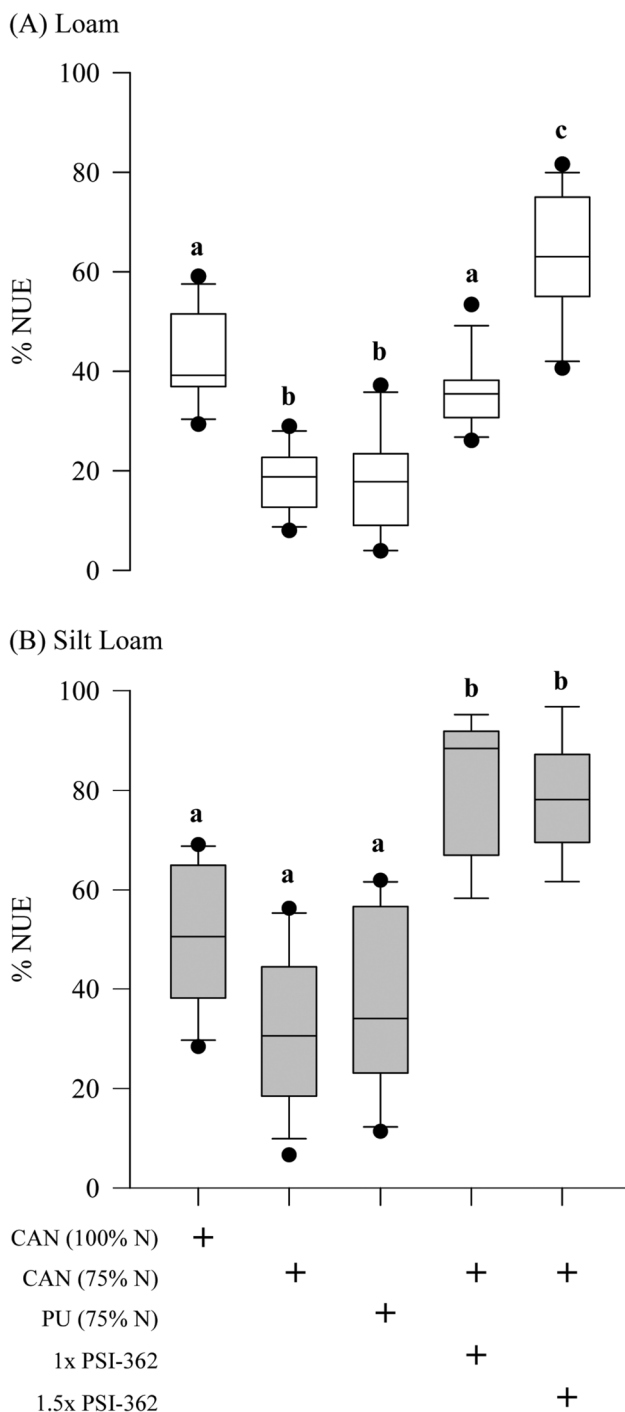 (A) Loam
100
c
80
a
60
a
% NUE
b
40
b
20
0
(B) Silt Loam
100
b b
80
a
a
a
60
% NUE
40
20
0
CAN (100% N) +
CAN (75% N) + + +
PU (75% N) +
1x PSI-362 +
1.5x PSI-362 +